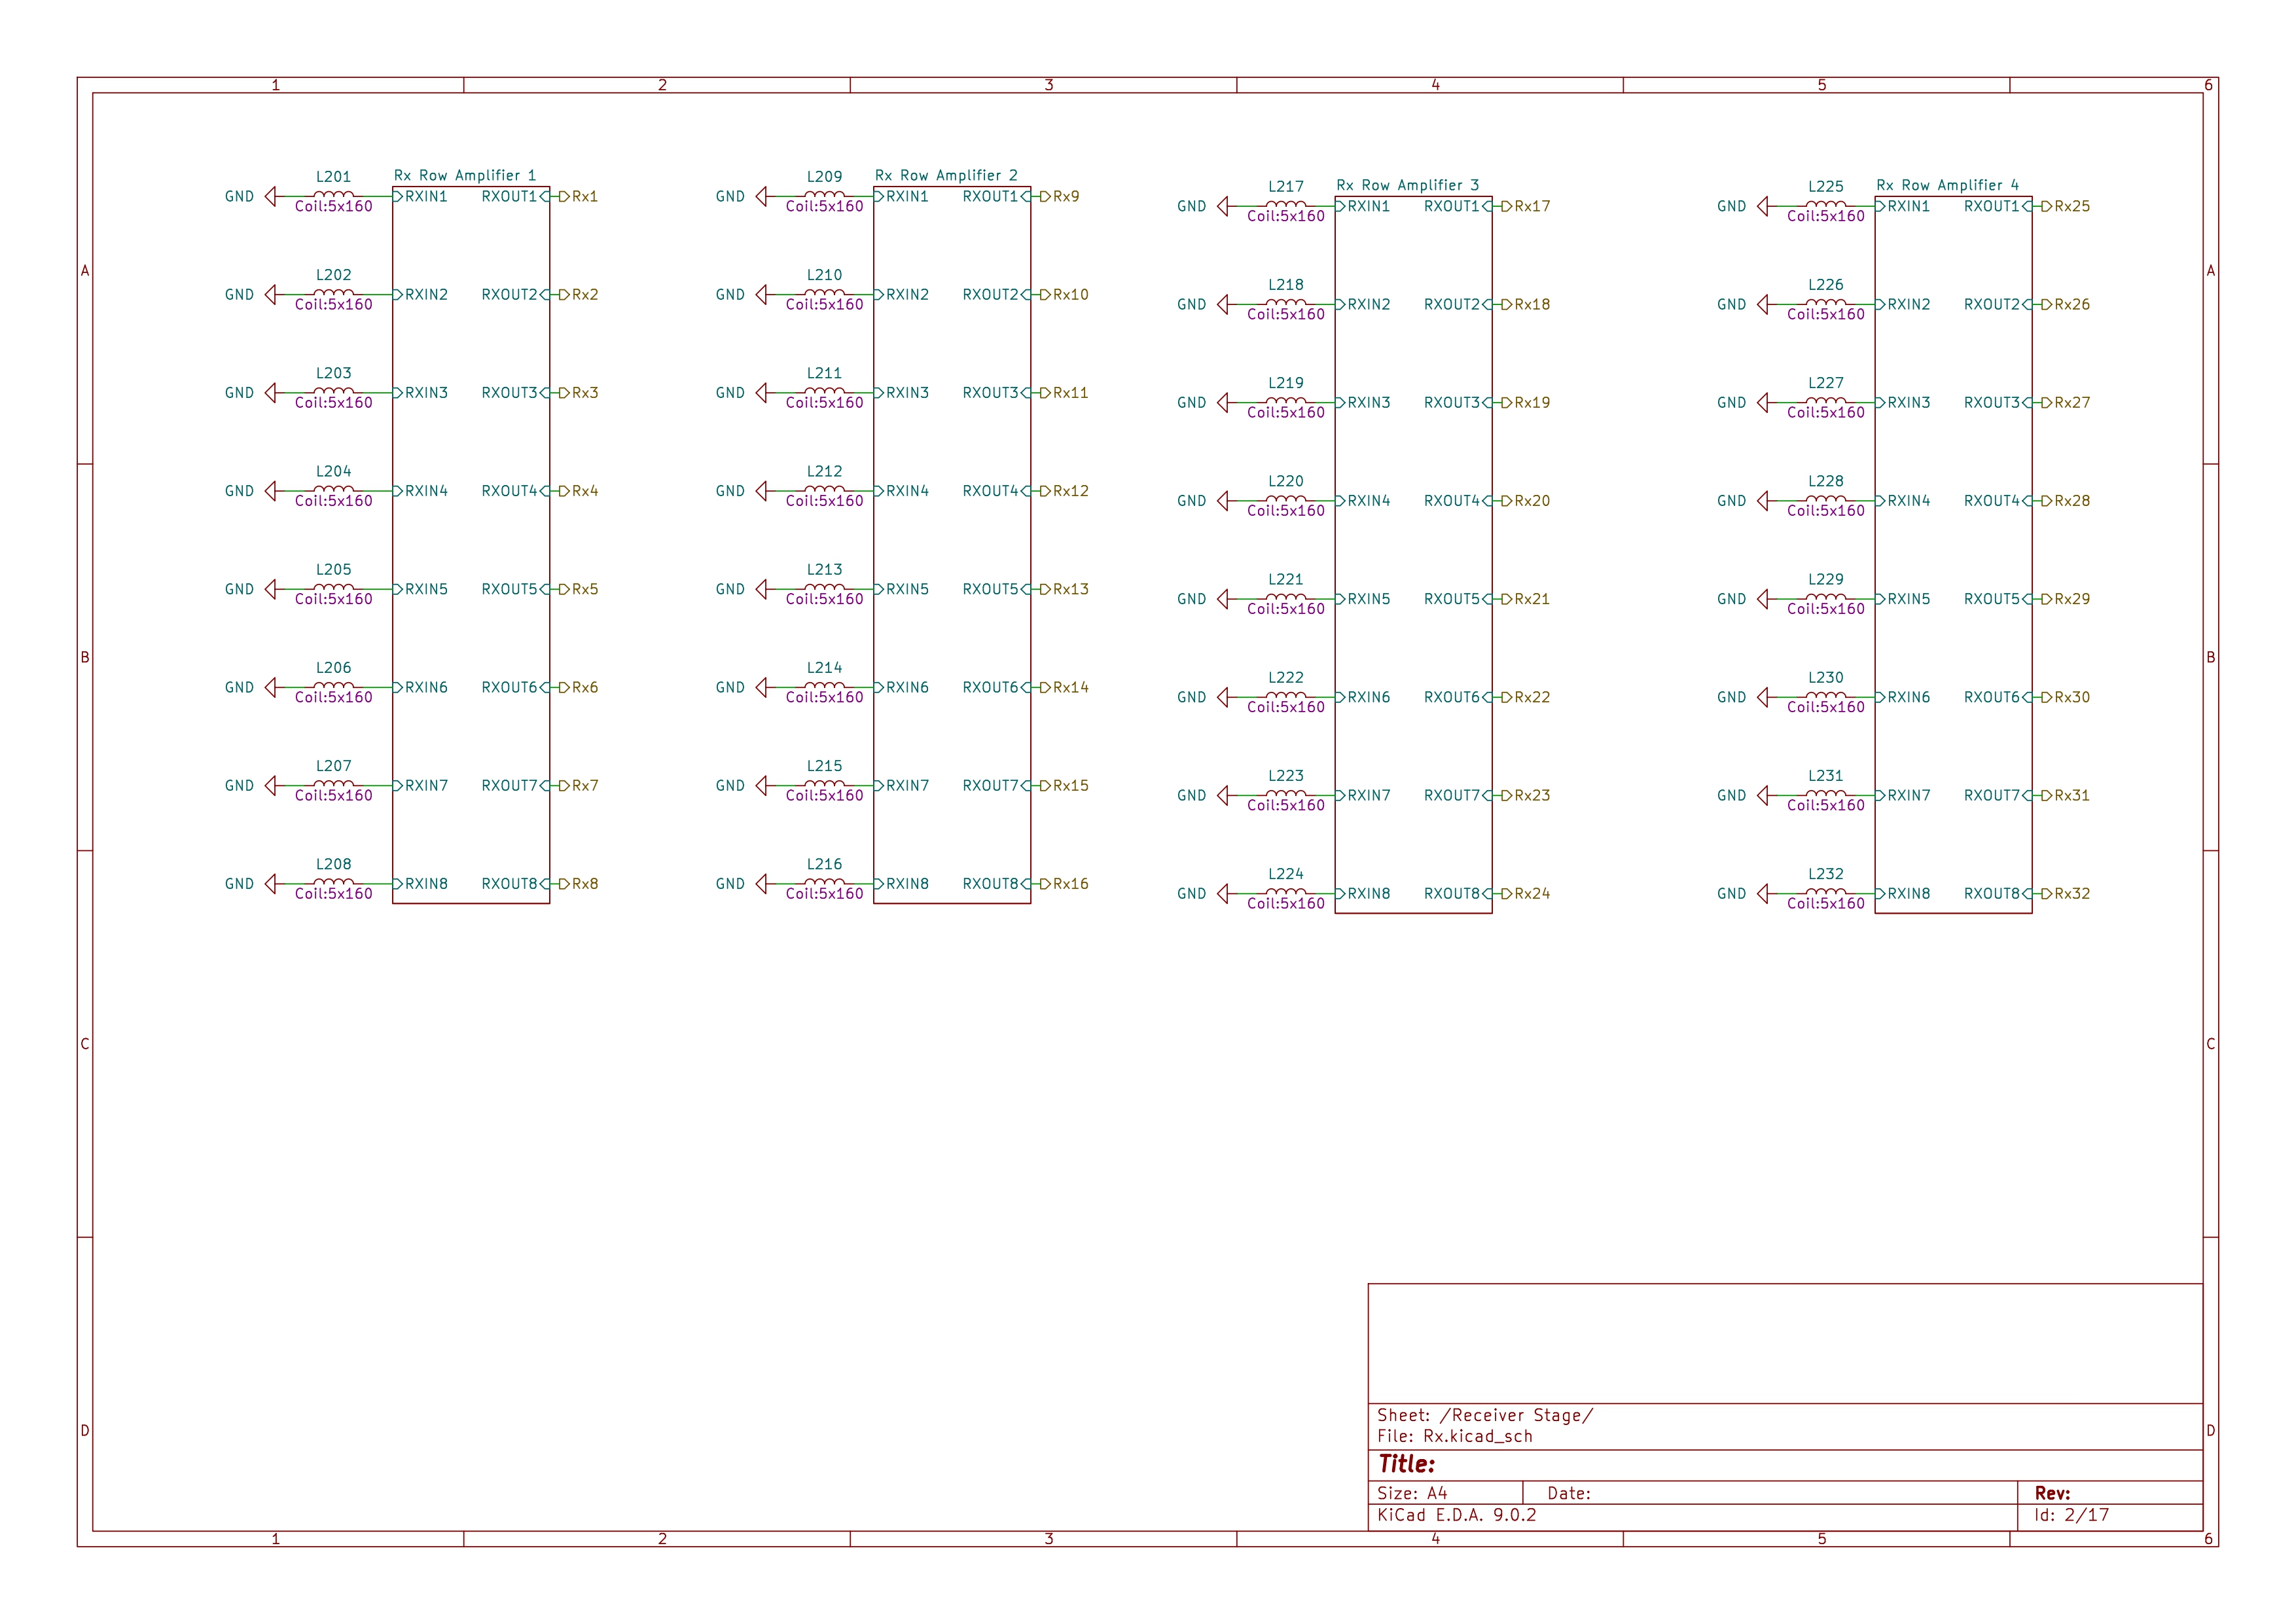 1 2 3 4 5 6
Rx Row Amplifier 1 Rx Row Amplifier 2
L201 L209
GND RXIN1 RXOUT1 Rx1 GND RXIN1 RXOUT1 Rx9
Coil:5x160 Coil:5x160
Rx Row Amplifier 3 Rx Row Amplifier 4
L217 L225
GND RXIN1 RXOUT1 Rx17 GND RXIN1 RXOUT1 Rx25
Coil:5x160 Coil:5x160
A A
L202 L210 L218 L226
GND RXIN2 RXOUT2 Rx2 GND RXIN2 RXOUT2 Rx10 GND RXIN2 RXOUT2 Rx18 GND RXIN2 RXOUT2 Rx26
Coil:5x160 Coil:5x160 Coil:5x160 Coil:5x160
L203 L211 L219 L227
GND RXIN3 RXOUT3 Rx3 GND RXIN3 RXOUT3 Rx11 GND RXIN3 RXOUT3 Rx19 GND RXIN3 RXOUT3 Rx27
Coil:5x160 Coil:5x160 Coil:5x160 Coil:5x160
L204 L212 L220 L228
GND RXIN4 RXOUT4 Rx4 GND RXIN4 RXOUT4 Rx12 GND RXIN4 RXOUT4 Rx20 GND RXIN4 RXOUT4 Rx28
Coil:5x160 Coil:5x160 Coil:5x160 Coil:5x160
L205 L213 L221 L229
GND RXIN5 RXOUT5 Rx5 GND RXIN5 RXOUT5 Rx13 GND RXIN5 RXOUT5 Rx21 GND RXIN5 RXOUT5 Rx29
Coil:5x160 Coil:5x160 Coil:5x160 Coil:5x160
B B
L206 L214 L222 L230
GND RXIN6 RXOUT6 Rx6 GND RXIN6 RXOUT6 Rx14 GND RXIN6 RXOUT6 Rx22 GND RXIN6 RXOUT6 Rx30
Coil:5x160 Coil:5x160 Coil:5x160 Coil:5x160
L207 L215 L223 L231
GND RXIN7 RXOUT7 Rx7 GND RXIN7 RXOUT7 Rx15 GND RXIN7 RXOUT7 Rx23 GND RXIN7 RXOUT7 Rx31
Coil:5x160 Coil:5x160 Coil:5x160 Coil:5x160
L208 L216 L224 L232
GND RXIN8 RXOUT8 Rx8 GND RXIN8 RXOUT8 Rx16 GND RXIN8 RXOUT8 Rx24 GND RXIN8 RXOUT8 Rx32
Coil:5x160 Coil:5x160 Coil:5x160 Coil:5x160
C C
D D
Sheet: /Receiver Stage/
File: Rx.kicad_sch
Title:
Size: A4 Date: Rev:
KiCad E.D.A. 9.0.2 Id: 2/17
1 2 3 4 5 6